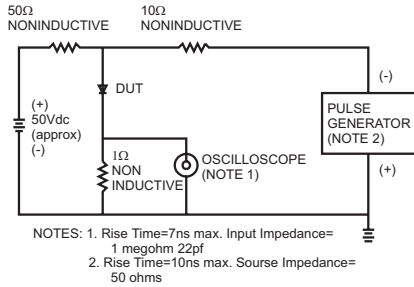 50Ω
NONINDUCTIVE
10Ω
NONINDUCTIVE
DUT
(+)
50Vdc
(approx)
(-)
1Ω
NON
INDUCTIVE
OSCILLOSCOPE
(NOTE 1)
(-)
PULSE
GENERATOR
(NOTE 2)
(+)
NOTES: 1. Rise Time=7ns max. Input Impedance=
1 megohm 22pf
2. Rise Time=10ns max. Sourse Impedance=
50 ohms